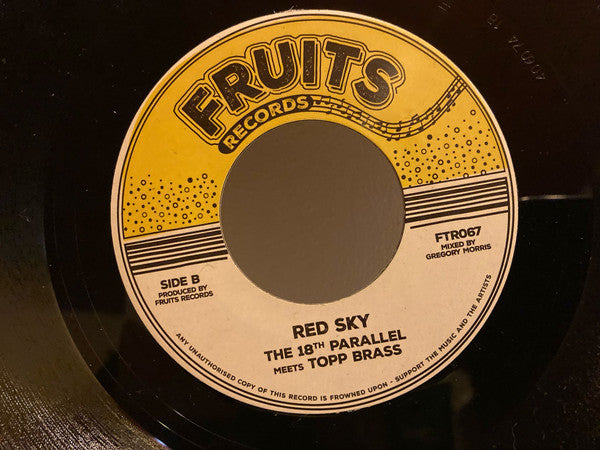 FRUITS
RECORDS
SIDE B
PRODUCED BY
FRUITS RECORDS
FTR067
MIXED BY
GREGORY MORRIS
RED SKY
THE 18TH PARALLEL
MEETS TOPP BRASS
ANY UNAUTHORISED COPY OF THIS RECORD IS FROWNED UPON - SUPPORT THE MUSIC AND THE ARTISTS